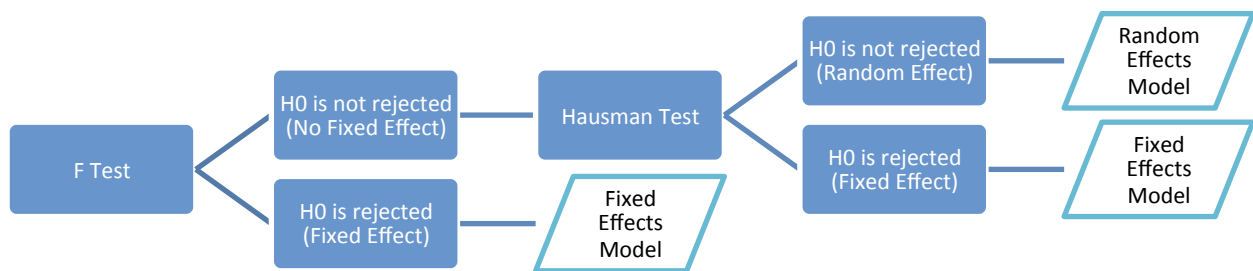 F Test
H0 is not rejected
(No Fixed Effect)
H0 is rejected
(Fixed Effect)
Hausman Test
Fixed
Effects
Model
H0 is not rejected
(Random Effect)
H0 is rejected
(Fixed Effect)
Random
Effects
Model
Fixed
Effects
Model